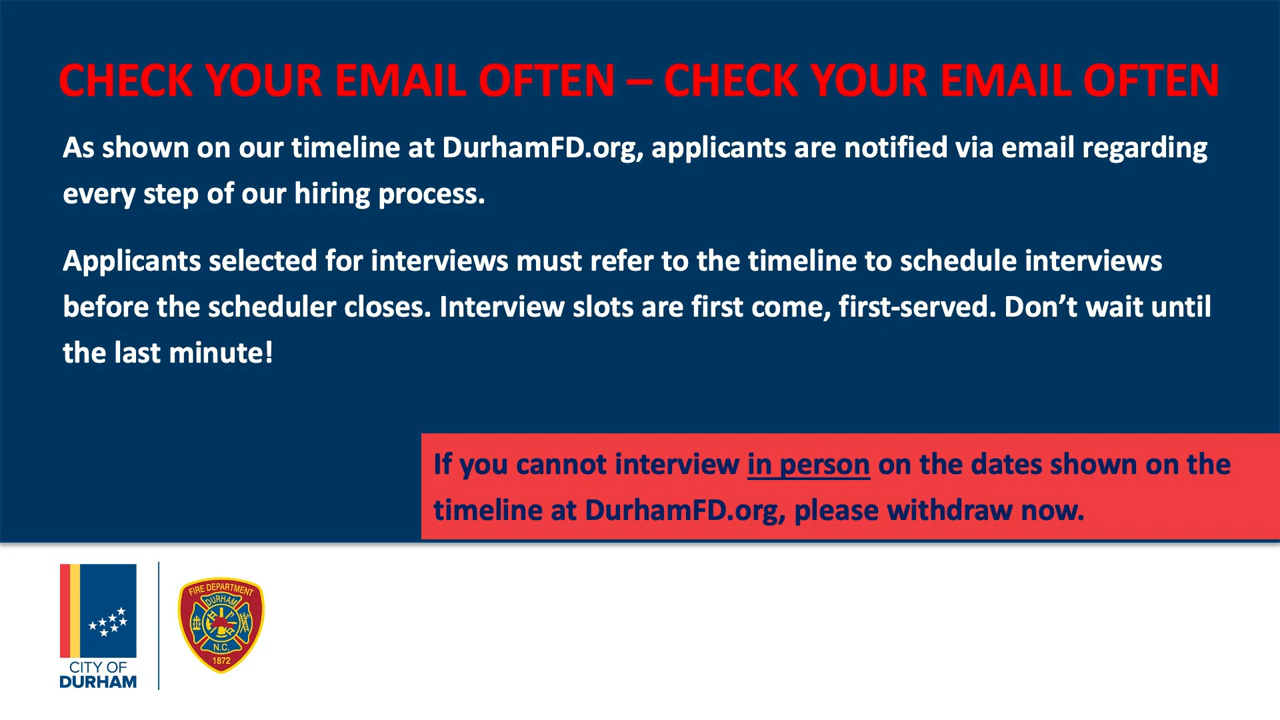 CHECK YOUR EMAIL OFTEN – CHECK YOUR EMAIL OFTEN
As shown on our timeline at DurhamFD.org, applicants are notified via email regarding
every step of our hiring process.
Applicants selected for interviews must refer to the timeline to schedule interviews
before the scheduler closes. Interview slots are first come, first-served. Don’t wait until
the last minute!
If you cannot interview in person on the dates shown on the
timeline at DurhamFD.org, please withdraw now.
CITY OF
DURHAM
FIRE DEPARTMENT
DURHAM
N.C.
1872